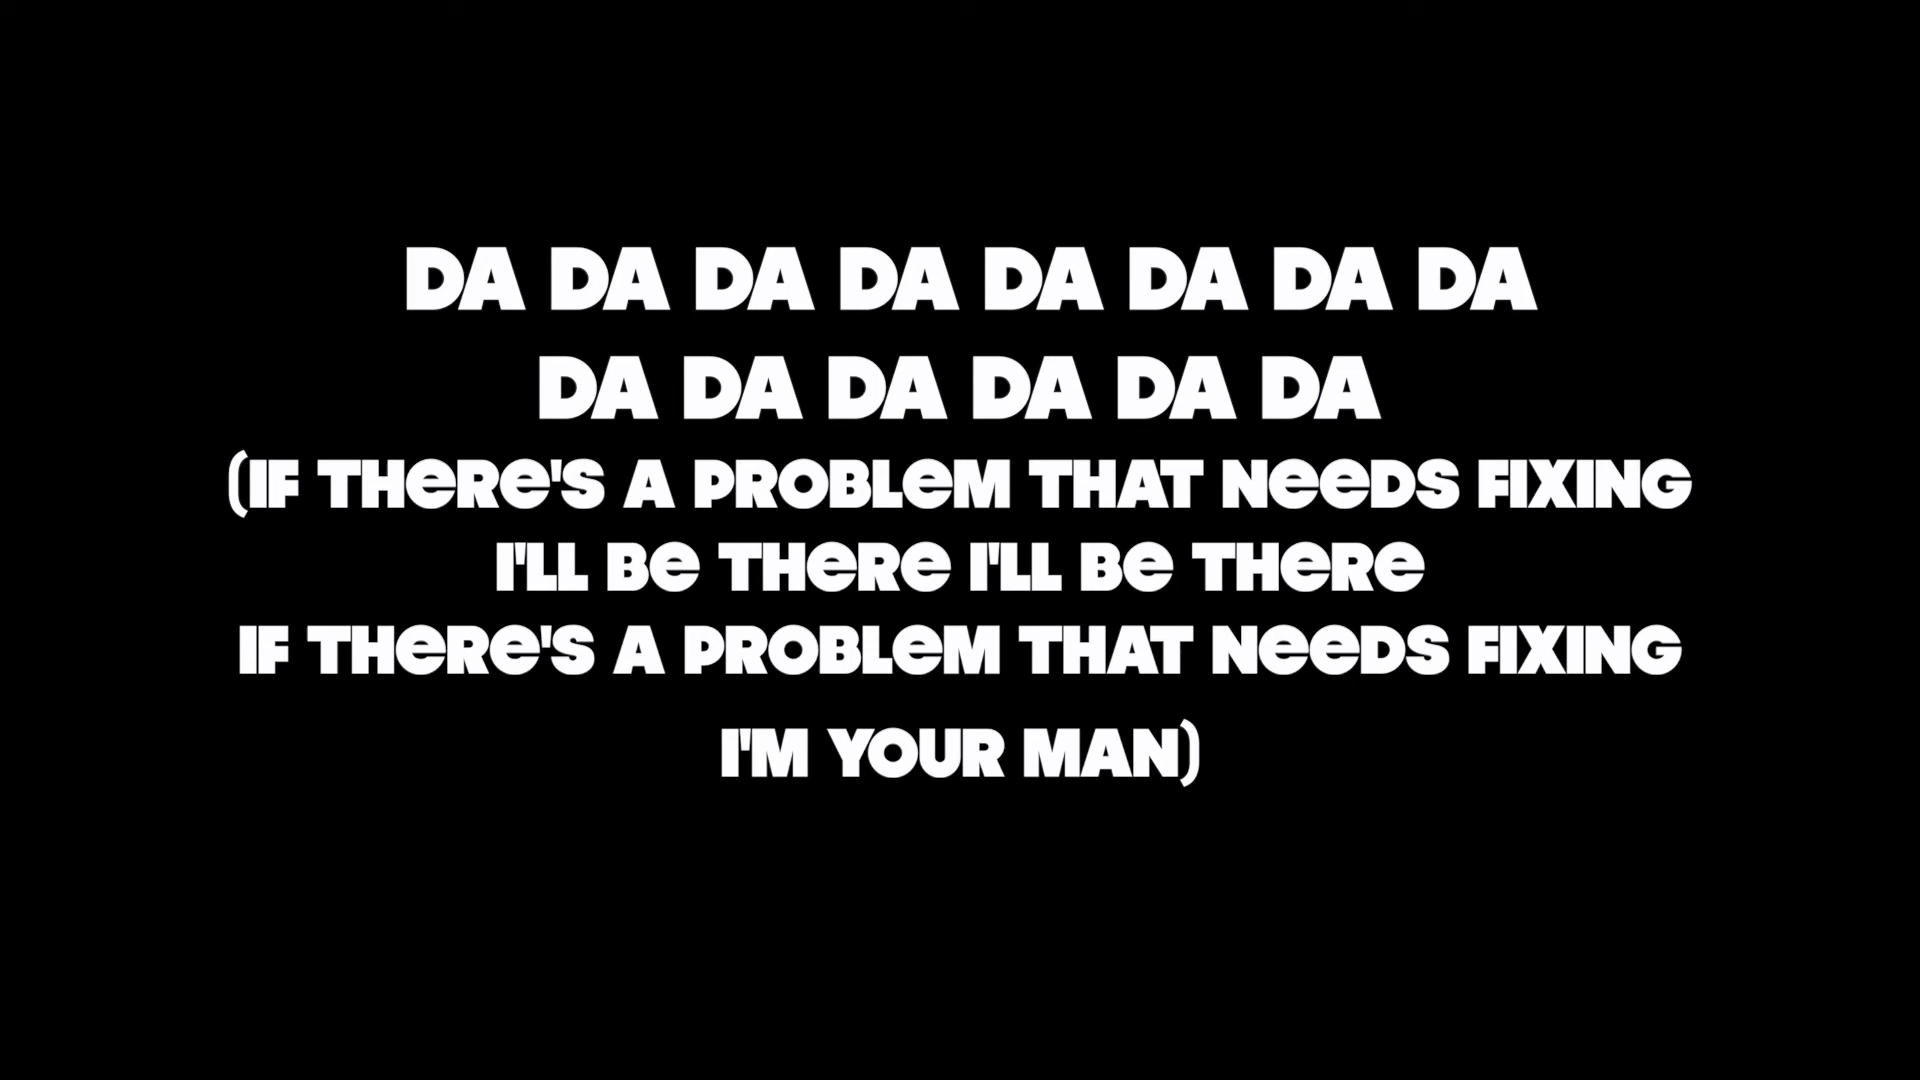 DA DA DA DA DA DA DA DA
DA DA DA DA DA DA
(IF THERE'S A PROBLEM THAT NEEDS FIXING
I'LL BE THERE I'LL BE THERE
IF THERE'S A PROBLEM THAT NEEDS FIXING
I'M YOUR MAN)